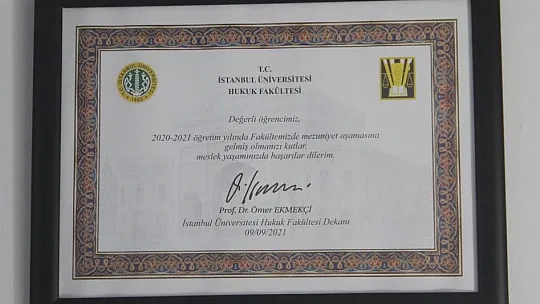 T.C.
İSTANBUL ÜNİVERSİTESİ
HUKUK FAKÜLTESİ
Değerli öğrencimiz,
2020-2021 öğretim yılında Fakültemizde mezuniyet aşamasına
gelmiş olmanızı kutlar,
meslek yaşamınızda başarılar dilerim.
Prof. Dr. Ömer EKMEKÇİ
İstanbul Üniversitesi Hukuk Fakültesi Dekanı
09/09/2021